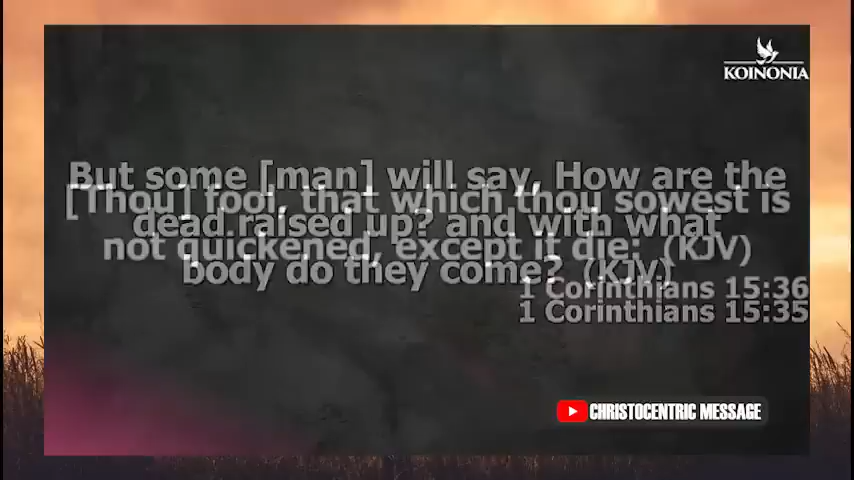 KOINONIA
But some [man] will say, How are the
dead raised up? and with what
body do they come? (KJV)
1 Corinthians 15:35
[Thou] fool, that which thou sowest is
not quickened, except it die: (KJV)
1 Corinthians 15:36
CHRISTOCENTRIC MESSAGE